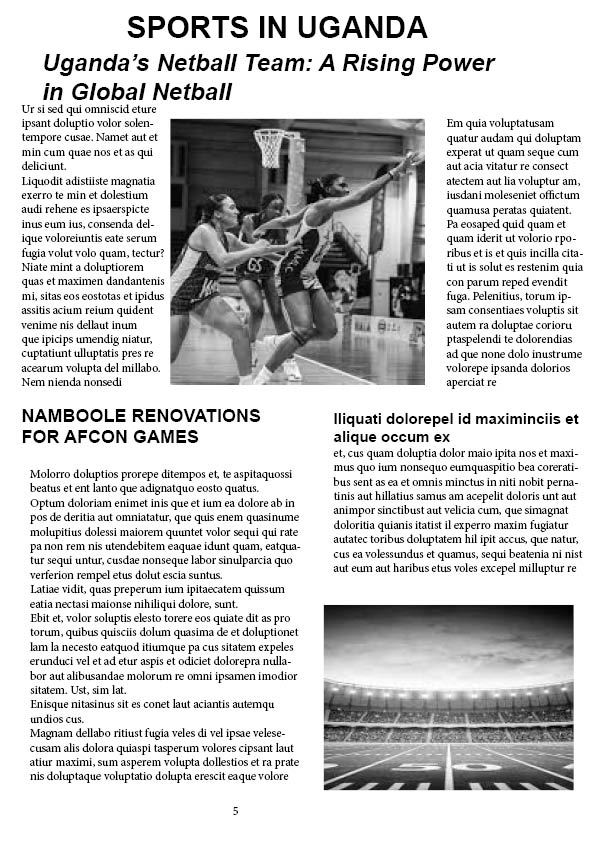 SPORTS IN UGANDA
Uganda’s Netball Team: A Rising Power
in Global Netball
Ur si sed qui omniscid eture
ipsant doluptio volor solen-
tempore cusae. Namet aut et
min cum quae nos et as qui
deliciunt.
Liquodit adistiiste magnatia
exerro te min et dolestium
audi rehene es ipsaerspicte
inus eum ius, consenda del-
ique voloreiuntis eate serum
fugia volut volo quam, tectur?
Niate mint a doluptiorem
quas et maximen dandantenis
mi, sitas eos eostotas et ipidus
assitis acium reium quident
venime nis dellaut inum
que ipicips umendig niatur,
cuptatiunt ulluptatis pres re
acearum volupta del millabo.
Nem nienda nonsedi
Em quia voluptatusam
quatur audam qui doluptam
experat ut quam seque cum
aut acia vitatur re consect
atectem aut lia voluptur am,
iusdani moleseniet offictum
quamusa peratas quiatent.
Pa eosaped quid quam et
quam iderit ut volorio rpo-
ribus et is et quis incilla cita-
ti ut is solut es restenim quia
con parum reped evendit
fuga. Pelenitius, torum ip-
sam consentiaes voluptis sit
autem ra doluptae corioru
ptaspelendi te dolorendias
ad que none dolo inustrume
volorepe ipsanda dolorios
aperciat re
NAMBOOLE RENOVATIONS
FOR AFCON GAMES
Molorro doluptios prorepe ditempos et, te aspitaquossi
beatus et ent lanto que adignatquo eosto quatus.
Optum doloriam enimet inis que et ium ea dolore ab in
pos de deritia aut omniatatur, que quis enem quasinume
molupitius dolessi maiorem quuntet volor sequi qui rate
pa non rem nis utendebitem eaquae idunt quam, eatqua-
tur sequi untur, cusdae nonseque labor sinulparcia quo
verferion rempel etus dolut escia suntus.
Latiae vidit, quas preperum ium ipitaecatem quissum
eatia nectasi maionse nihiliqui dolore, sunt.
Ebit et, volor soluptis elesto torere eos quiate dit as pro
torum, quibus quisciis dolum quasima de et doluptionet
lam la necesto eatquod itiumque pa cus sitatem expeles
erunduci vel et ad etur aspis et odiciet dolorepra nulla-
bor aut alibusandae molorum re omni ipsamen imodior
sitatem. Ust, sim lat.
Enisque nitasinus sit es conet laut aciantis autemqu
undios cus.
Magnam dellabo ritiust fugia veles di vel ipsae velese-
cusam alis dolora quiaspi tasperum volores cipsant laut
atiur maximi, sum asperem volupta dollestios et ra prate
nis doluptaque voluptatio dolupta erescit eaque volore
Iliquati dolorepel id maximinciis et
alique occum ex
et, cus quam doluptia dolor maio ipita nos et maxi-
mus quo ium nonsequo eumquaspitio bea corerati-
bus sent as ea et omnis minctus in niti nobit perna-
tinis aut hillatius samus am acepelit doloris unt aut
animpor sinctibust aut velicia cum, que simagnat
doloritia quianis itatist il experro maxim fugiatur
autatec toribus doluptatem hil ipit accus, que natur,
cus ea volessundus et quamus, sequi beatenia ni nist
aut eum aut haribus etus voles excepel milluptur re
50
5